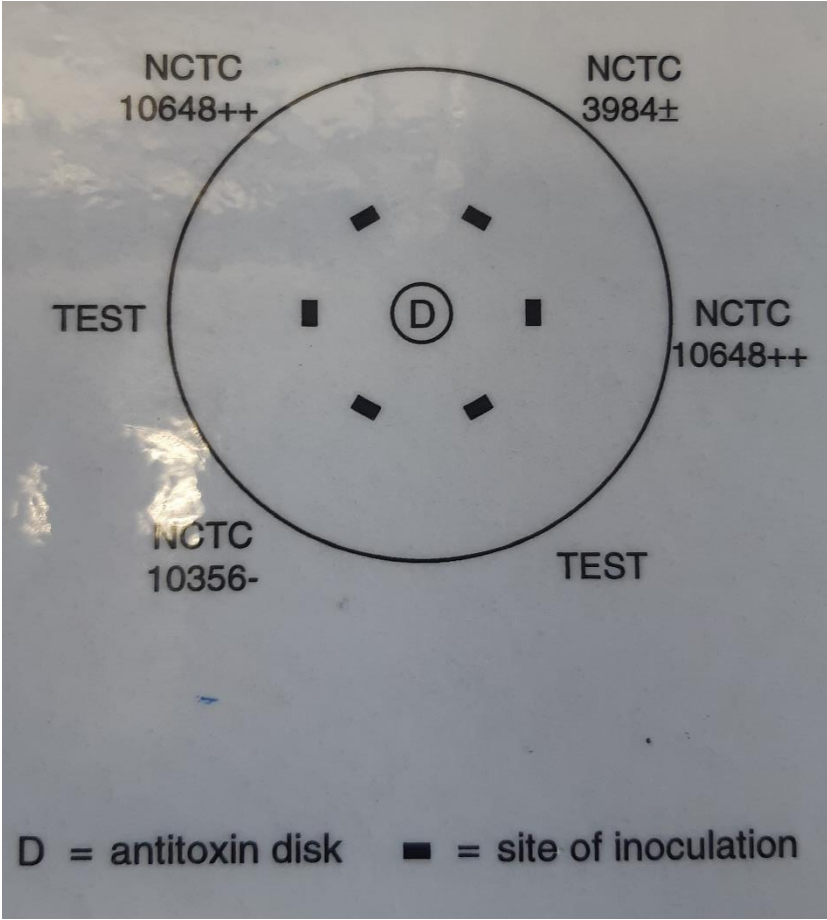 NCTC
10648++
NCTC
3984±
TEST
NCTC
10648++
D
NCTC
10356-
TEST
D = antitoxin disk
= site of inoculation